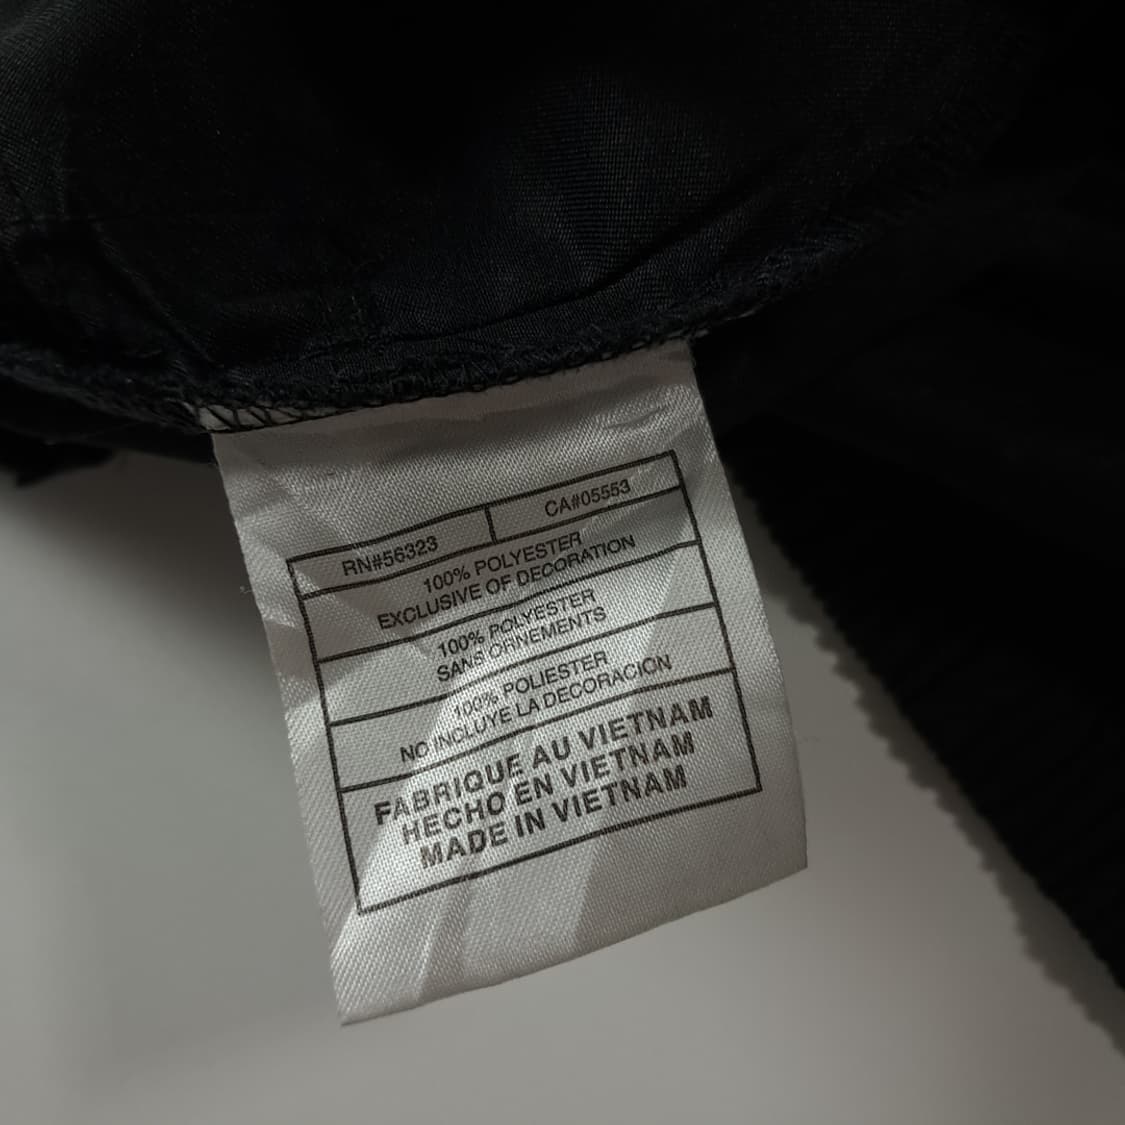 RN#56323 CA#05553
100% POLYESTER
EXCLUSIVE OF DECORATION
100% POLYESTER
SANS ORNEMENTS
100% POLIESTER
NO INCLUYE LA DECORACION
FABRIQUE AU VIETNAM
HECHO EN VIETNAM
MADE IN VIETNAM